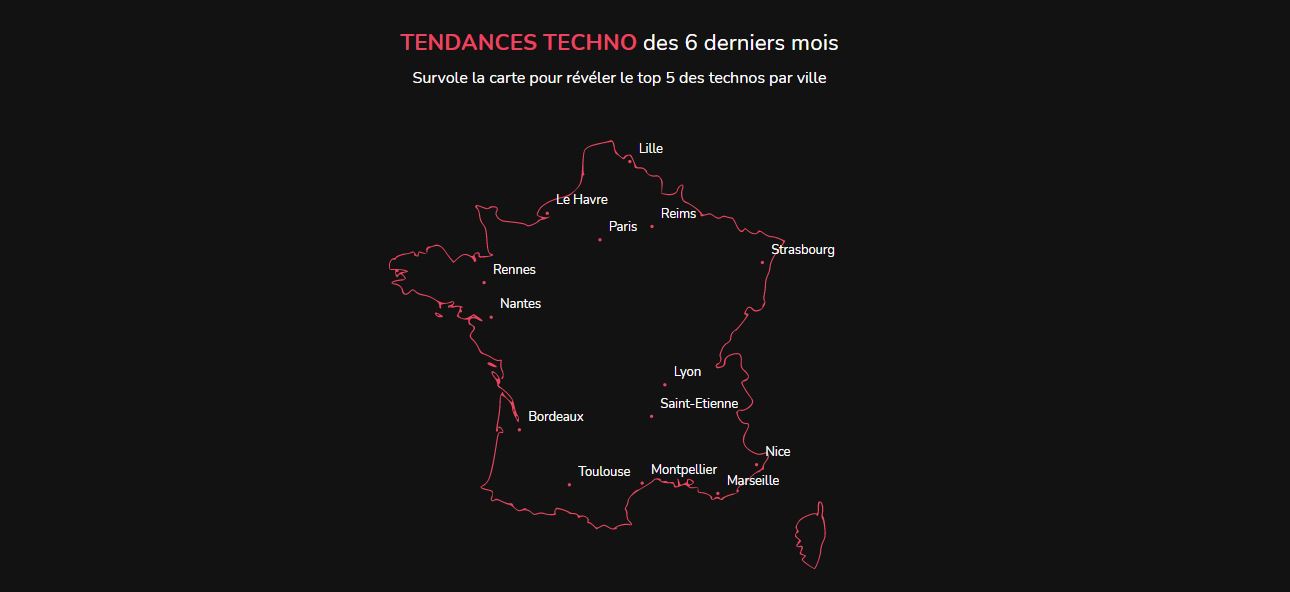 TENDANCES TECHNO des 6 derniers mois
Survole la carte pour révéler le top 5 des technos par ville
Lille
Le Havre
Reims
Paris
Strasbourg
Rennes
Nantes
Lyon
Saint-Etienne
Bordeaux
Nice
Toulouse
Montpellier
Marseille